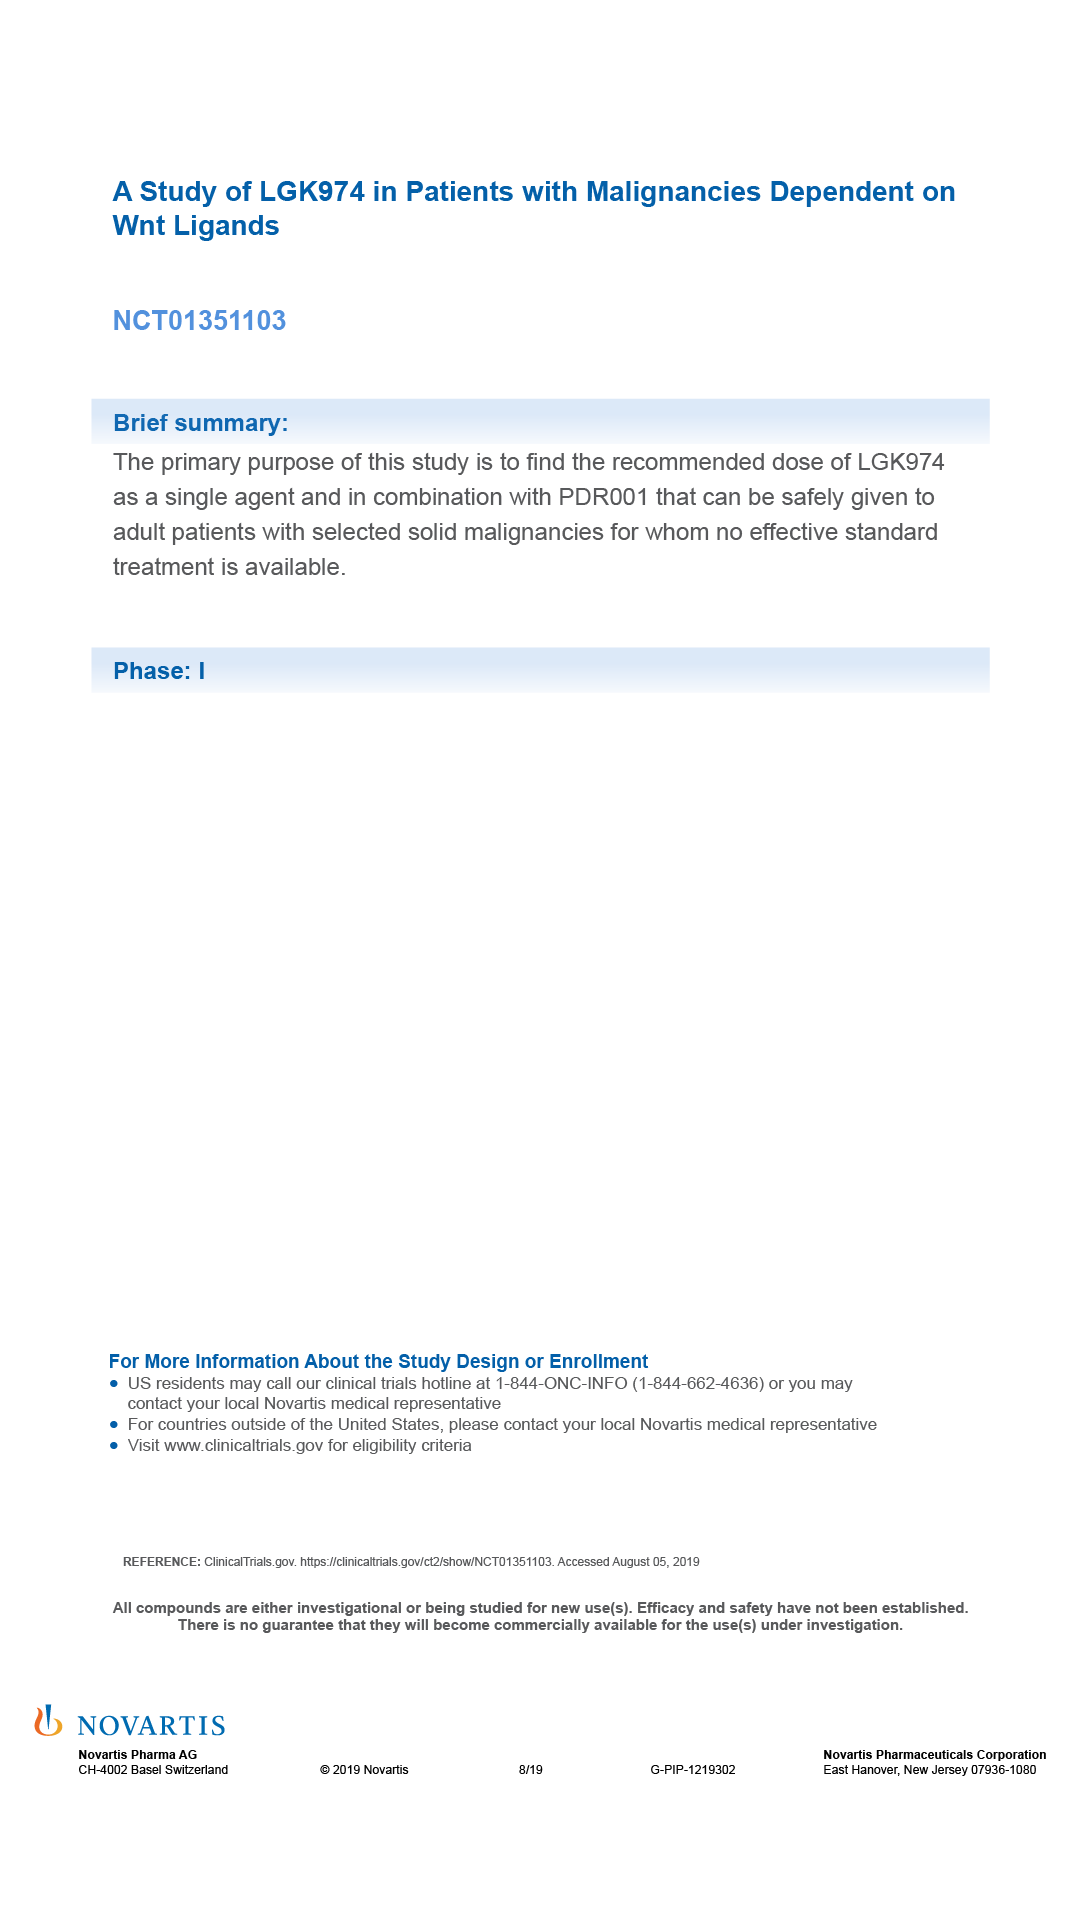 A Study of LGK974 in Patients with Malignancies Dependent on
Wnt Ligands
NCT01351103
Brief summary:
The primary purpose of this study is to find the recommended dose of LGK974
as a single agent and in combination with PDR001 that can be safely given to
adult patients with selected solid malignancies for whom no effective standard
treatment is available.
Phase: I
For More Information About the Study Design or Enrollment
● US residents may call our clinical trials hotline at 1-844-ONC-INFO (1-844-662-4636) or you may
contact your local Novartis medical representative
● For countries outside of the United States, please contact your local Novartis medical representative
● Visit www.clinicaltrials.gov for eligibility criteria
REFERENCE: ClinicalTrials.gov. https://clinicaltrials.gov/ct2/show/NCT01351103. Accessed August 05, 2019
All compounds are either investigational or being studied for new use(s). Efficacy and safety have not been established.
There is no guarantee that they will become commercially available for the use(s) under investigation.
NOVARTIS
Novartis Pharma AG
CH-4002 Basel Switzerland
© 2019 Novartis
8/19
G-PIP-1219302
Novartis Pharmaceuticals Corporation
East Hanover, New Jersey 07936-1080